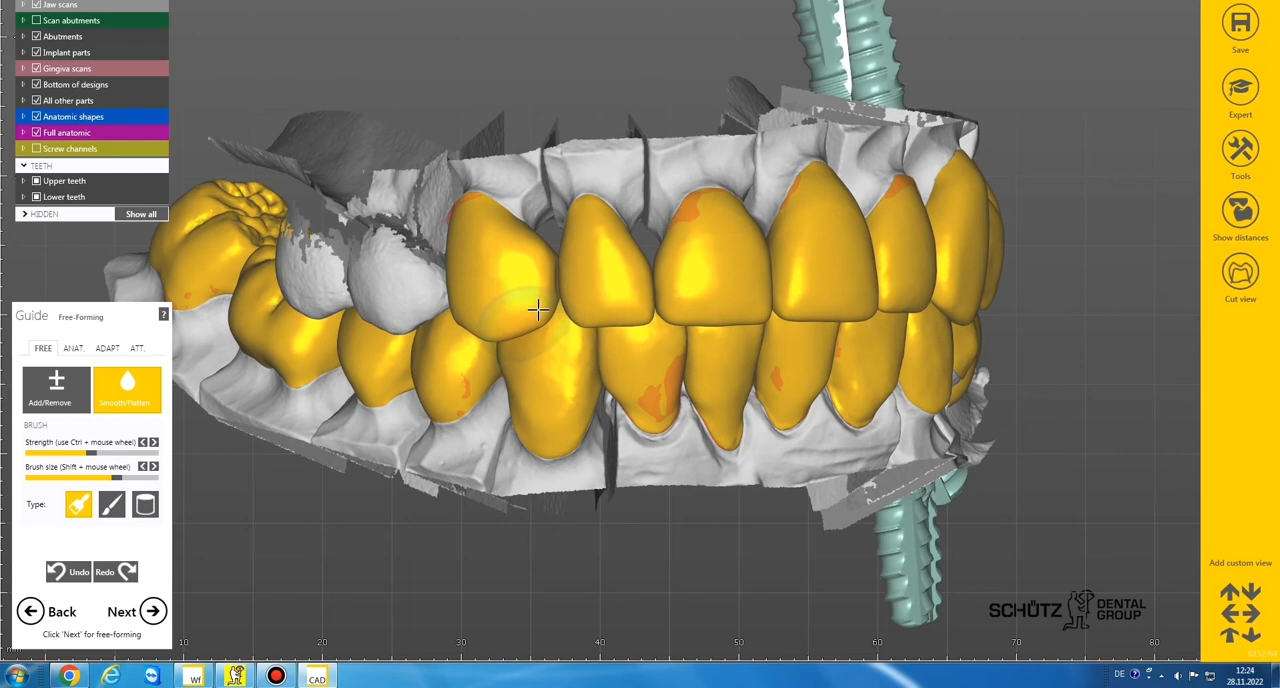 Jaw scans
Scan abutments
Abutments
Implant parts
Gingiva scans
Bottom of designs
All other parts
Anatomic shapes
Full anatomic
Screw channels
TEETH
Upper teeth
Lower teeth
HIDDEN
Show all
Guide Free-Forming ?
FREE ANAT. ADAPT ATT.
Add/Remove
Smooth/Flatten
BRUSH
Strength (use Ctrl + mouse wheel)
Brush size (Shift + mouse wheel)
Type:
Undo Redo
Back Next
Click 'Next' for free-forming
Save
Expert
Tools
Show distances
Cut view
Add custom view
SCHÜTZ DENTAL
GROUP
10 20 30 40 50 60 70 80
Wf
CAD
DE
12:24
28.11.2022